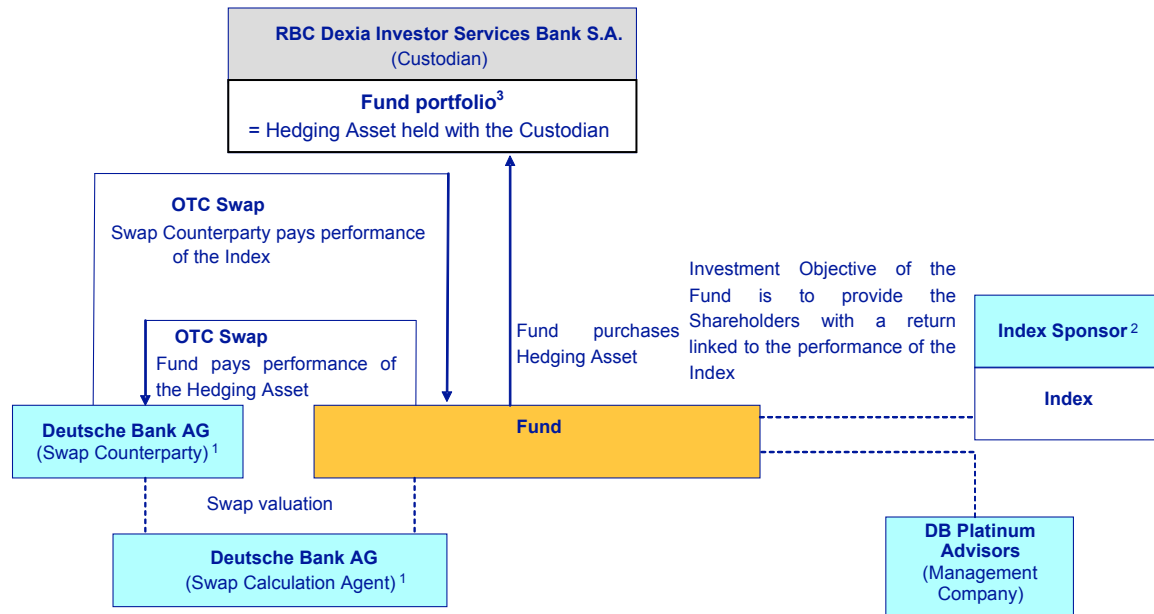 RBC Dexia Investor Services Bank S.A.
(Custodian)
Fund portfolio³
= Hedging Asset held with the Custodian
OTC Swap
Swap Counterparty pays performance
of the Index
OTC Swap
Fund pays performance of
the Hedging Asset
Fund purchases
Hedging Asset
Investment Objective of the
Fund is to provide the
Shareholders with a return
linked to the performance of the
Index
Index Sponsor ²
Index
Deutsche Bank AG
(Swap Counterparty) ¹
Fund
Swap valuation
Deutsche Bank AG
(Swap Calculation Agent) ¹
DB Platinum
Advisors
(Management
Company)